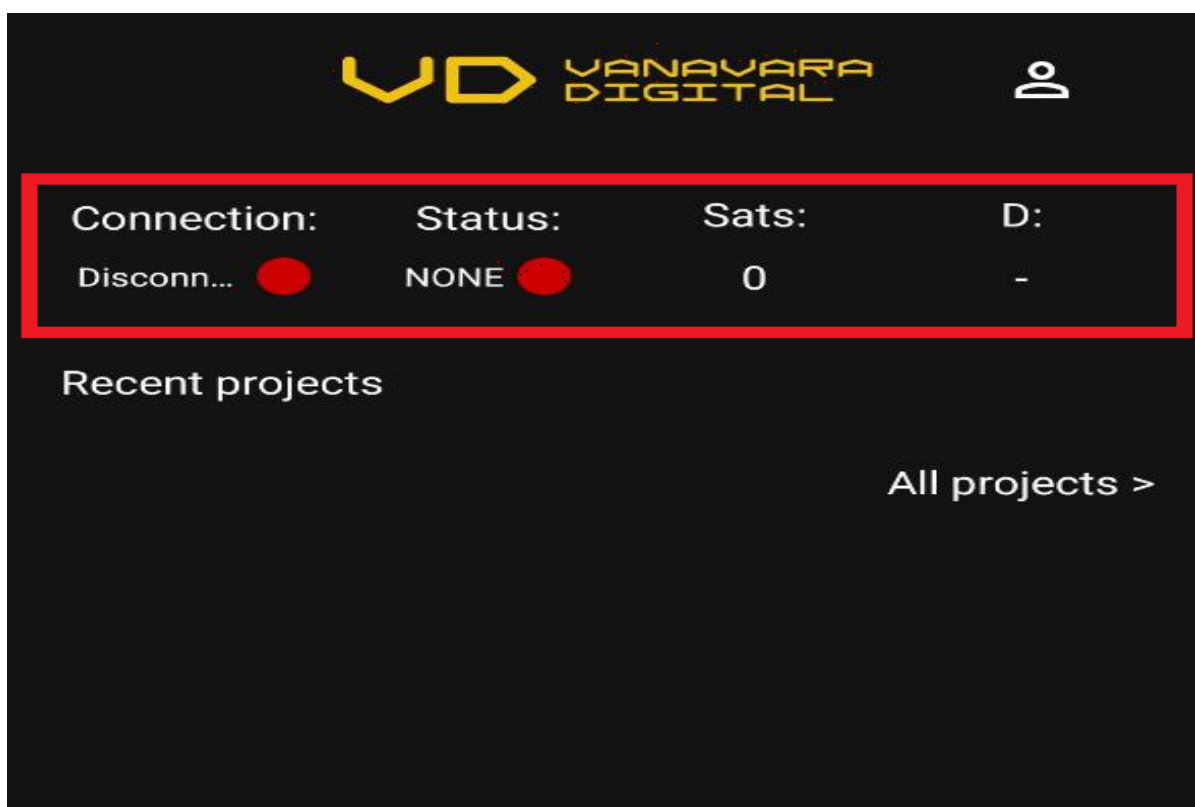 VD VANAVARA
DIGITAL
Connection: Status: Sats: D:
Disconn... NONE 0 -
Recent projects
All projects >